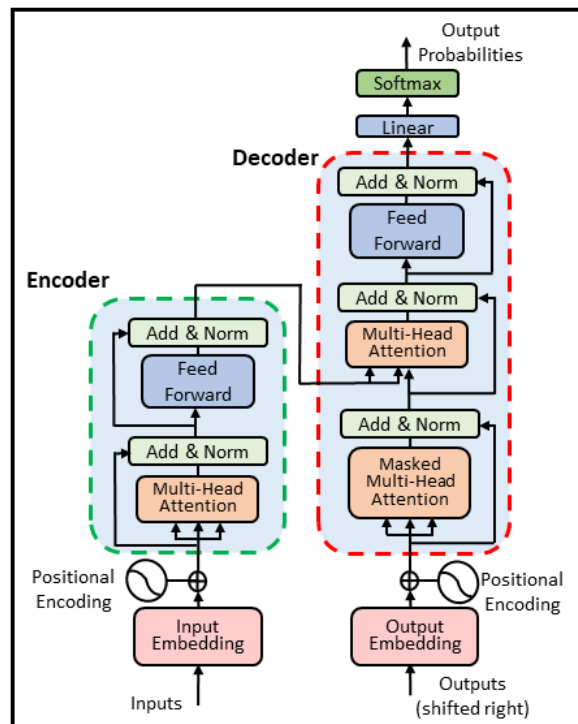 Output
Probabilities
Softmax
Linear
Decoder
Add & Norm
Feed
Forward
Add & Norm
Multi-Head
Attention
Add & Norm
Masked
Multi-Head
Attention
Positional
Encoding
Output
Embedding
Outputs
(shifted right)
Encoder
Add & Norm
Feed
Forward
Add & Norm
Multi-Head
Attention
Positional
Encoding
Input
Embedding
Inputs